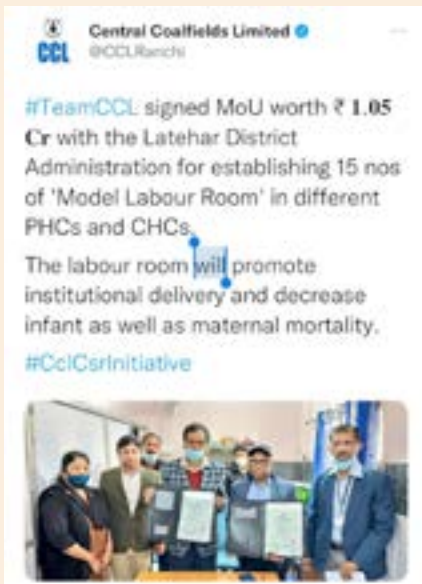 Central Coalfields Limited
CCL
@CCLRanchi
#TeamCCL signed MoU worth ₹ 1.05
Cr with the Latehar District
Administration for establishing 15 nos
of 'Model Labour Room' in different
PHCs and CHCs.
The labour room will promote
institutional delivery and decrease
infant as well as maternal mortality.
#CclCsrInitiative